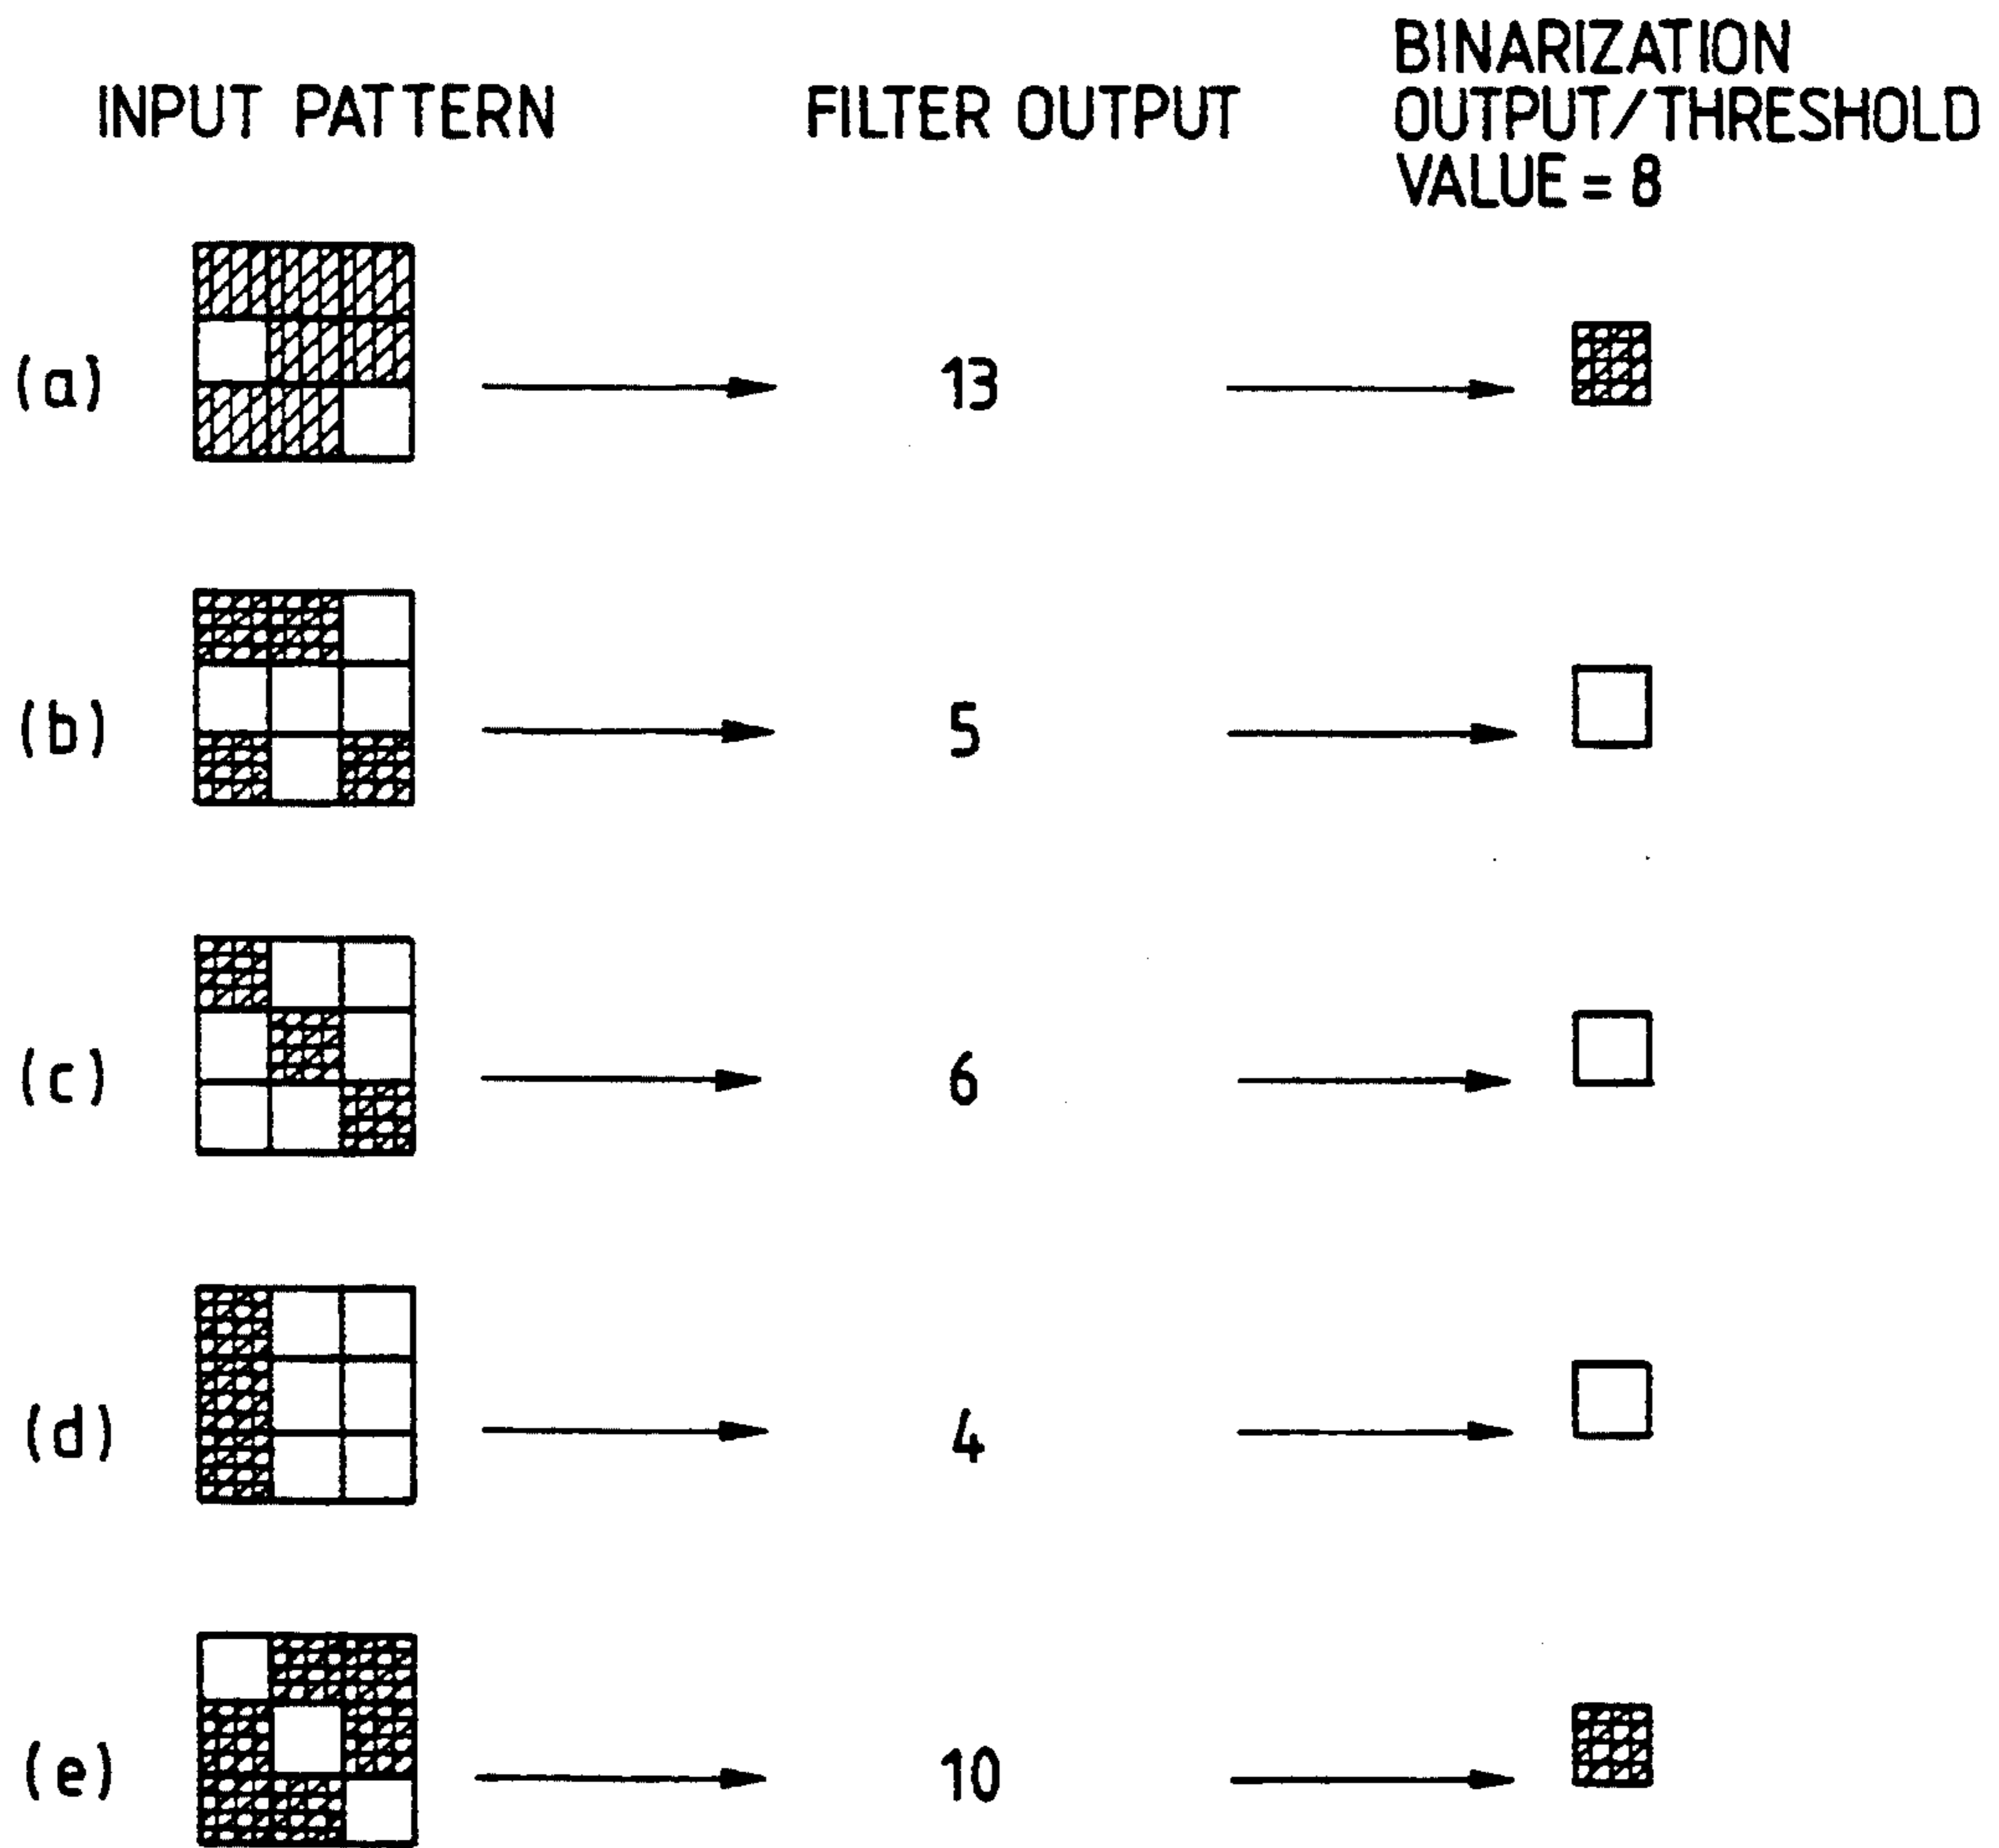 INPUT PATTERN
FILTER OUTPUT
BINARIZATION
OUTPUT/THRESHOLD
VALUE = 8
(a)
13
(b)
5
(c)
6
(d)
4
(e)
10